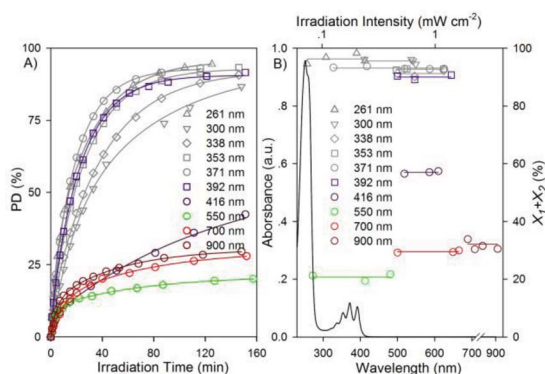 Irradiation Intensity (mW cm⁻²)
.1 1
100 A) B) 1.0 100
75 .8 80
50 .6 60
25 .4 40
0 .2 20
0.0 0
PD (%)
261 nm
300 nm
338 nm
353 nm
371 nm
392 nm
416 nm
550 nm
700 nm
900 nm
0 40 80 120 160
Irradiation Time (min)
Absorbance (a.u.)
261 nm
300 nm
338 nm
353 nm
371 nm
392 nm
416 nm
550 nm
700 nm
900 nm
X₁+X₂ (%)
300 400 500 600 700 900
Wavelength (nm)